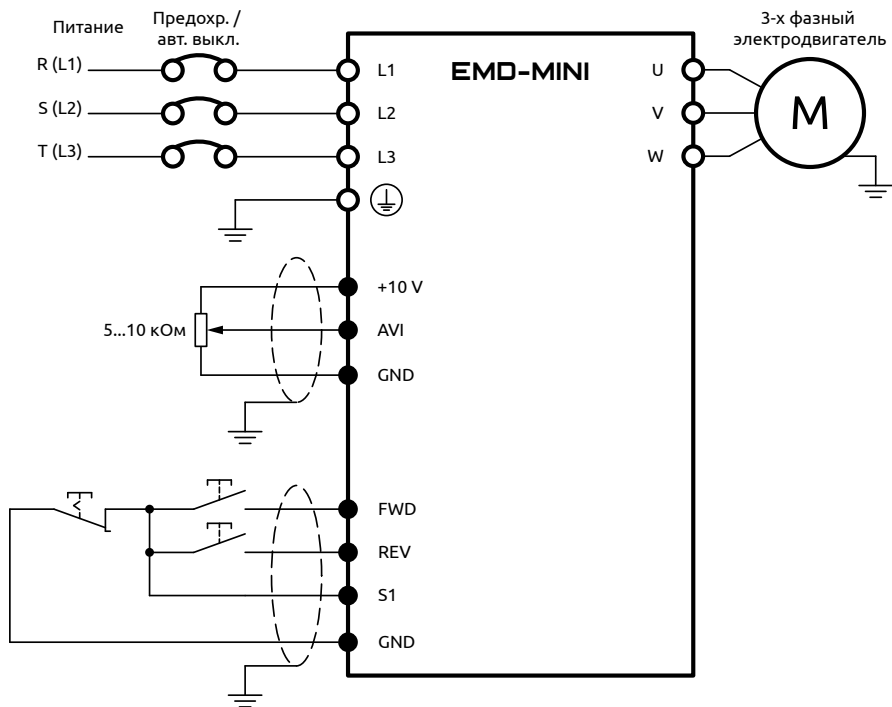 Питание
Предохр. /
авт. выкл.
3-х фазный
электродвигатель
R (L1)
L1
EMD-MINI
U
S (L2)
L2
V
M
T (L3)
L3
W
+10 V
5...10 кОм
AVI
GND
FWD
REV
S1
GND